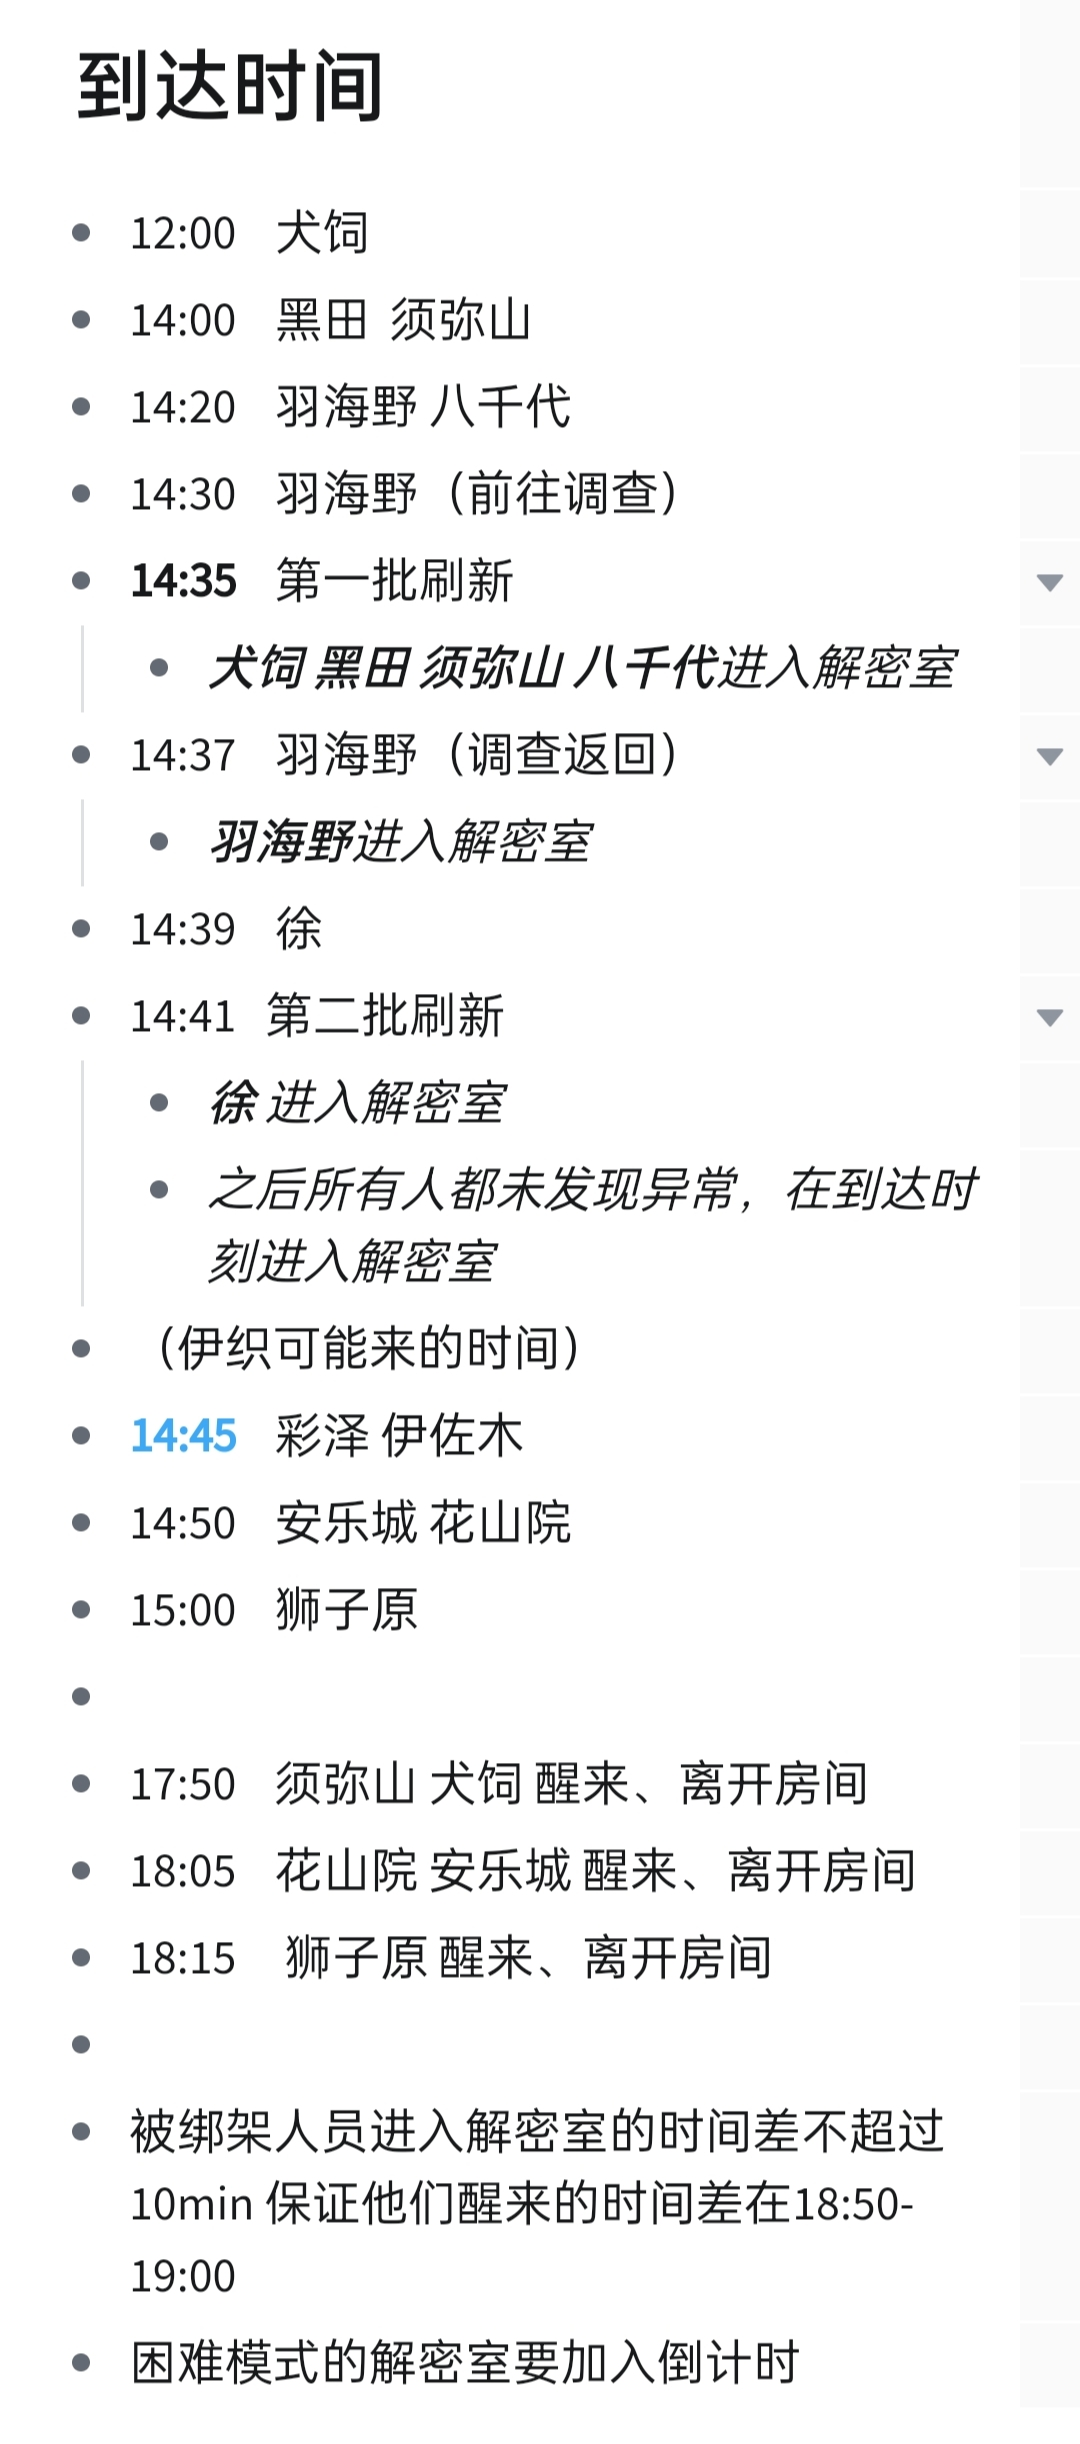 到达时间
12:00 犬饲
14:00 黑田 须弥山
14:20 羽海野 八千代
14:30 羽海野（前往调查）
14:35 第一批刷新
犬饲 黑田 须弥山 八千代进入解密室
14:37 羽海野（调查返回）
羽海野进入解密室
14:39 徐
14:41 第二批刷新
徐 进入解密室
之后所有人都未发现异常，在到达时
刻进入解密室
（伊织可能来的时间）
14:45 彩泽 伊佐木
14:50 安乐城 花山院
15:00 狮子原
17:50 须弥山 犬饲 醒来、离开房间
18:05 花山院 安乐城 醒来、离开房间
18:15 狮子原 醒来、离开房间
被绑架人员进入解密室的时间差不超过
10min 保证他们醒来的时间差在18:50-
19:00
困难模式的解密室要加入倒计时